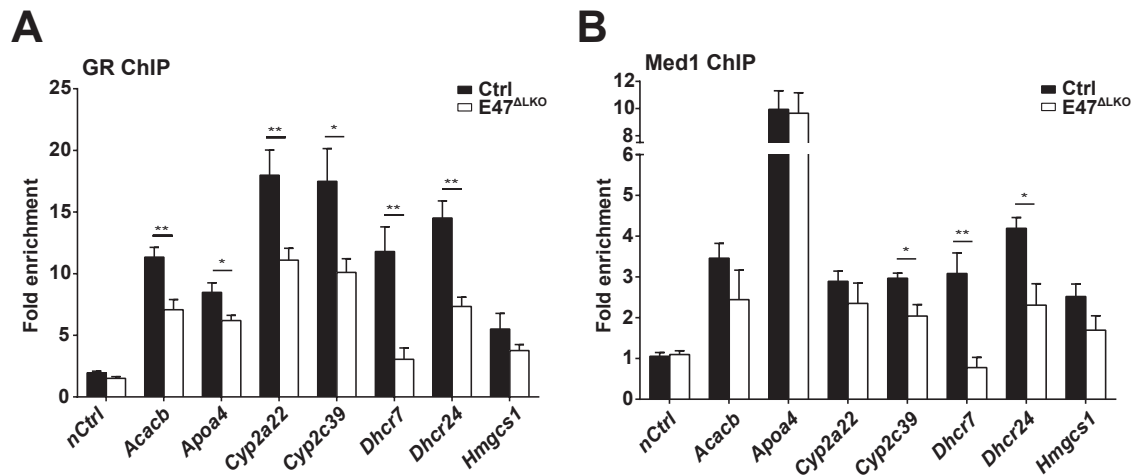 A
GR ChIP
Ctrl
E47ΔLKO
Fold enrichment
25
20
15
10
5
0
**
*
**
*
**
**
nCtrl
Acacb
Apoa4
Cyp2a22
Cyp2c39
Dhcr7
Dhcr24
Hmgcs1
B
Med1 ChIP
Ctrl
E47ΔLKO
Fold enrichment
12
10
8
6
4
3
2
1
0
*
**
*
nCtrl
Acacb
Apoa4
Cyp2a22
Cyp2c39
Dhcr7
Dhcr24
Hmgcs1